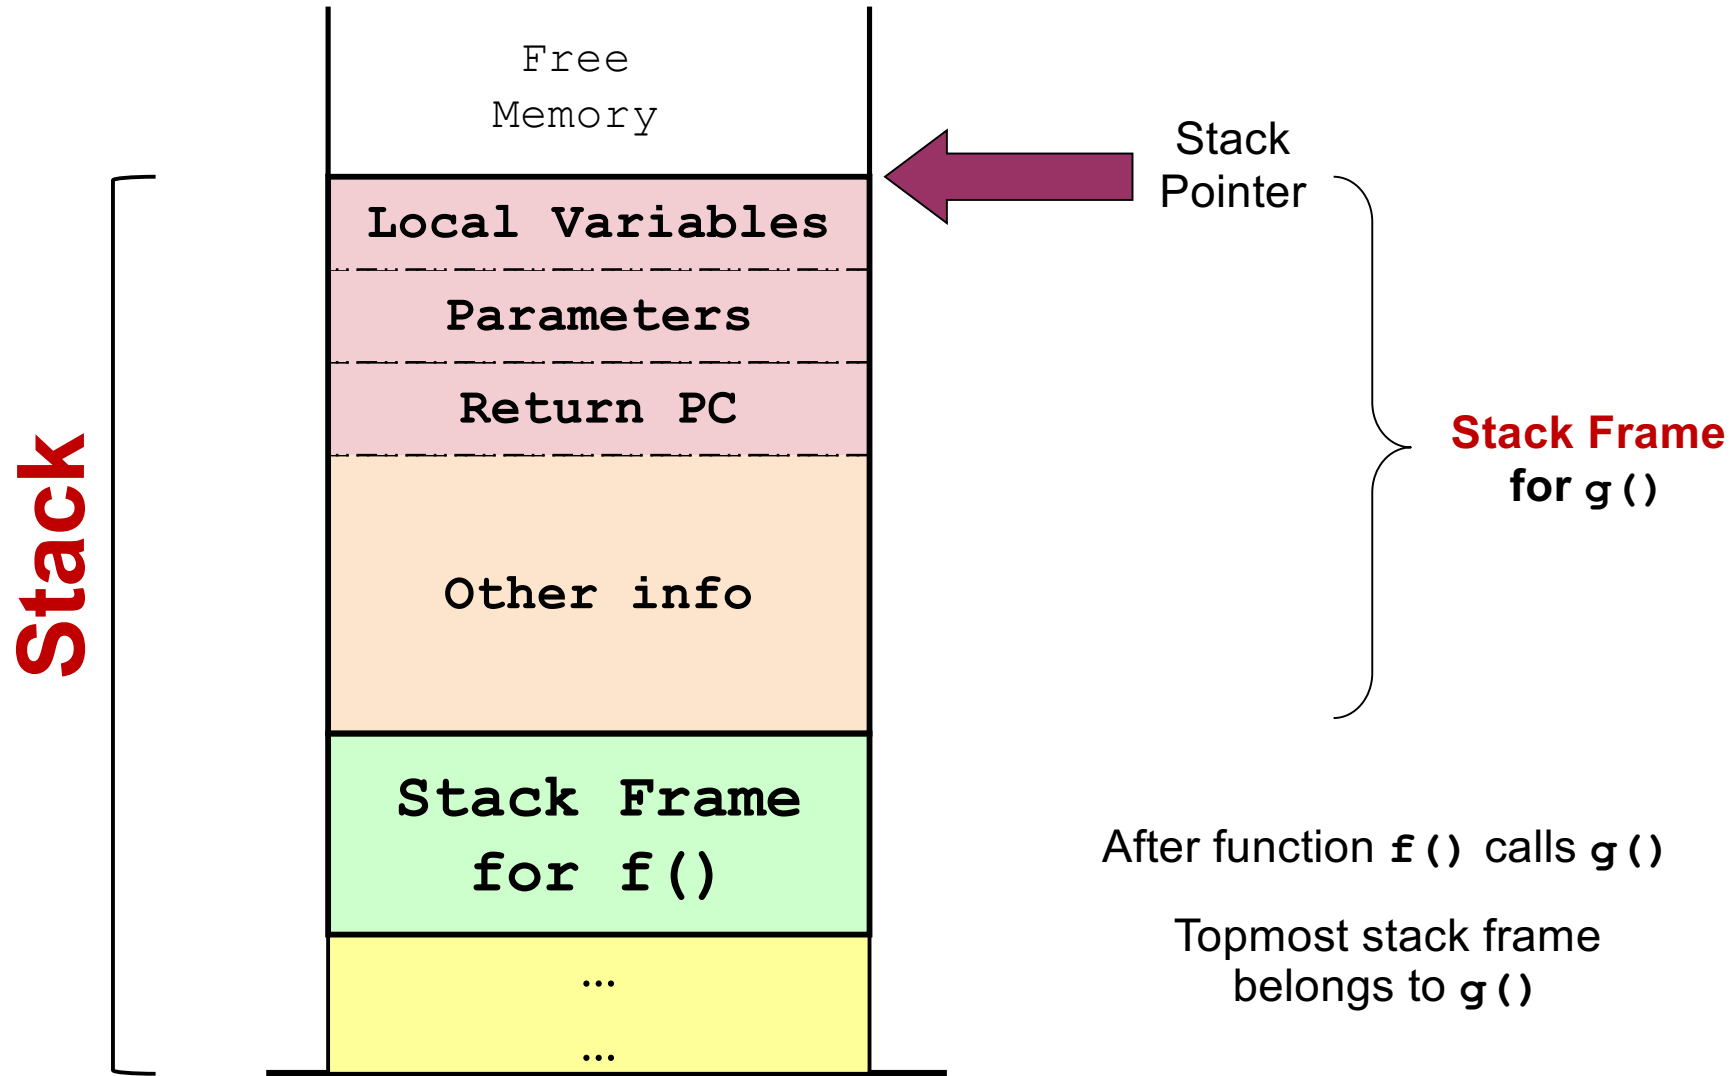 Free
Memory
Stack
Pointer
Local Variables
Parameters
Return PC
Stack
Stack Frame
for g()
Other info
Stack Frame
for f()
After function f() calls g()
Topmost stack frame
belongs to g()
…
…